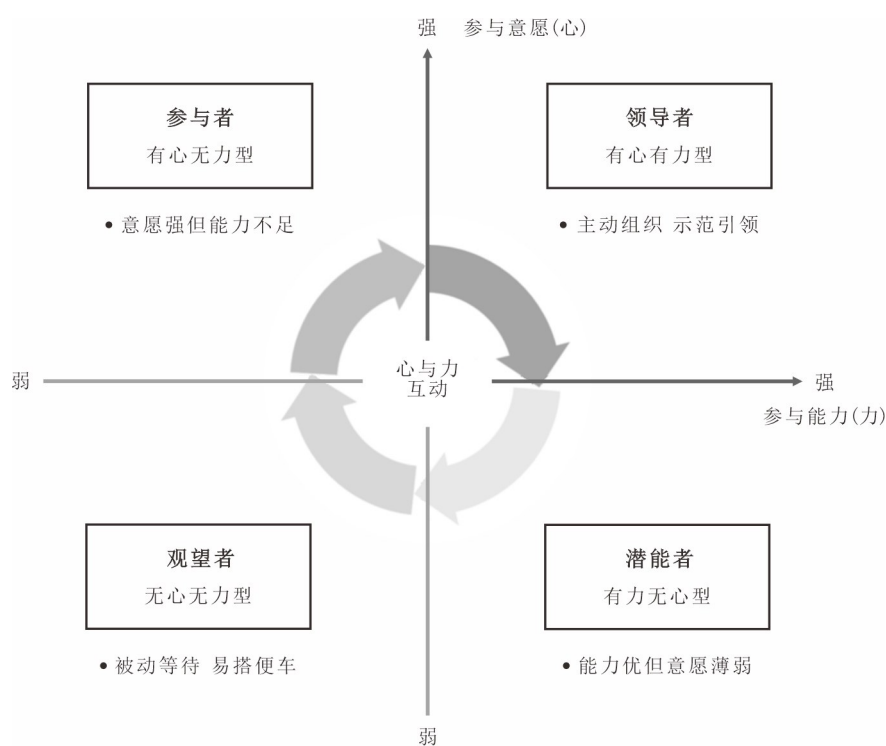 强 参与意愿(心)
参与者
有心无力型
• 意愿强但能力不足
领导者
有心有力型
• 主动组织 示范引领
弱
心与力
互动
强
参与能力(力)
观望者
无心无力型
• 被动等待 易搭便车
潜能者
有力无心型
• 能力优但意愿薄弱
弱